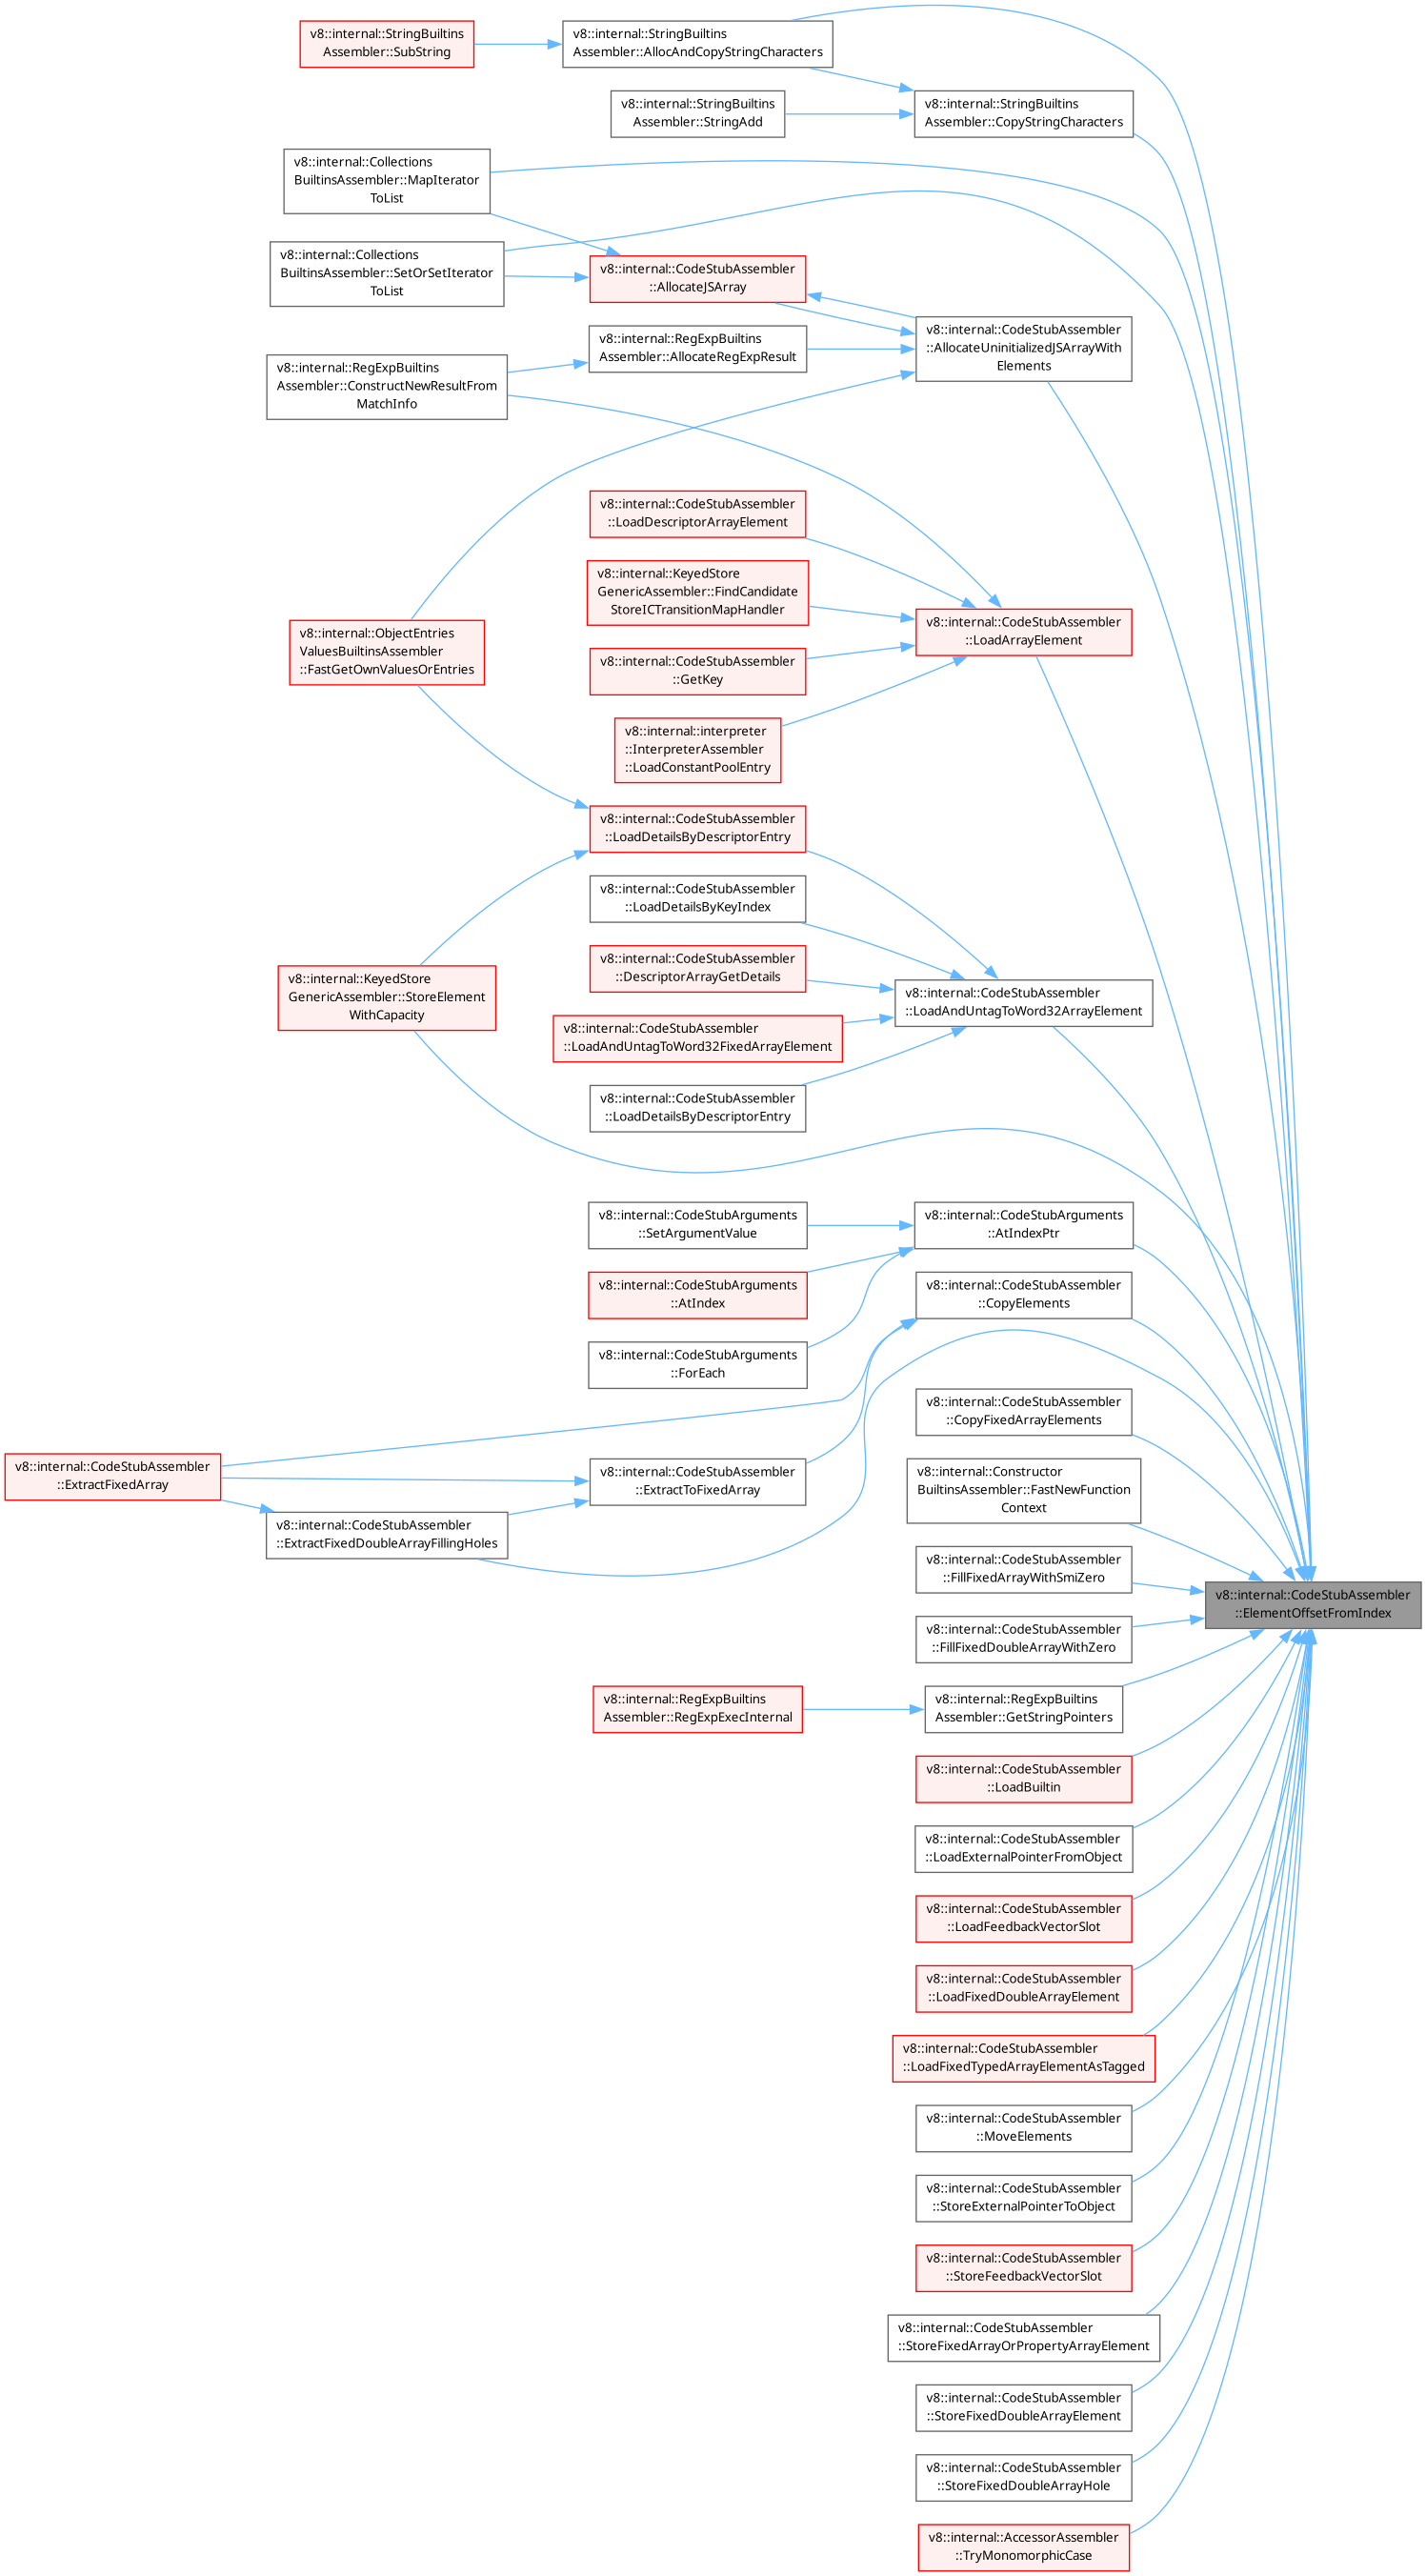 v8::internal::StringBuiltins
Assembler::SubString
v8::internal::StringBuiltins
Assembler::AllocAndCopyStringCharacters
v8::internal::StringBuiltins
Assembler::StringAdd
v8::internal::StringBuiltins
Assembler::CopyStringCharacters
v8::internal::Collections
BuiltinsAssembler::MapIterator
ToList
v8::internal::Collections
BuiltinsAssembler::SetOrSetIterator
ToList
v8::internal::CodeStubAssembler
::AllocateJSArray
v8::internal::RegExpBuiltins
Assembler::AllocateRegExpResult
v8::internal::CodeStubAssembler
::AllocateUninitializedJSArrayWith
Elements
v8::internal::RegExpBuiltins
Assembler::ConstructNewResultFrom
MatchInfo
v8::internal::CodeStubAssembler
::LoadDescriptorArrayElement
v8::internal::KeyedStore
GenericAssembler::FindCandidate
StoreICTransitionMapHandler
v8::internal::CodeStubAssembler
::LoadArrayElement
v8::internal::ObjectEntries
ValuesBuiltinsAssembler
::FastGetOwnValuesOrEntries
v8::internal::CodeStubAssembler
::GetKey
v8::internal::interpreter
::InterpreterAssembler
::LoadConstantPoolEntry
v8::internal::CodeStubAssembler
::LoadDetailsByDescriptorEntry
v8::internal::CodeStubAssembler
::LoadDetailsByKeyIndex
v8::internal::CodeStubAssembler
::DescriptorArrayGetDetails
v8::internal::KeyedStore
GenericAssembler::StoreElement
WithCapacity
v8::internal::CodeStubAssembler
::LoadAndUntagToWord32ArrayElement
v8::internal::CodeStubAssembler
::LoadAndUntagToWord32FixedArrayElement
v8::internal::CodeStubAssembler
::LoadDetailsByDescriptorEntry
v8::internal::CodeStubArguments
::SetArgumentValue
v8::internal::CodeStubArguments
::AtIndexPtr
v8::internal::CodeStubArguments
::AtIndex
v8::internal::CodeStubAssembler
::CopyElements
v8::internal::CodeStubArguments
::ForEach
v8::internal::CodeStubAssembler
::CopyFixedArrayElements
v8::internal::CodeStubAssembler
::ExtractFixedArray
v8::internal::CodeStubAssembler
::ExtractToFixedArray
v8::internal::Constructor
BuiltinsAssembler::FastNewFunction
Context
v8::internal::CodeStubAssembler
::ExtractFixedDoubleArrayFillingHoles
v8::internal::CodeStubAssembler
::FillFixedArrayWithSmiZero
v8::internal::CodeStubAssembler
::ElementOffsetFromIndex
v8::internal::CodeStubAssembler
::FillFixedDoubleArrayWithZero
v8::internal::RegExpBuiltins
Assembler::RegExpExecInternal
v8::internal::RegExpBuiltins
Assembler::GetStringPointers
v8::internal::CodeStubAssembler
::LoadBuiltin
v8::internal::CodeStubAssembler
::LoadExternalPointerFromObject
v8::internal::CodeStubAssembler
::LoadFeedbackVectorSlot
v8::internal::CodeStubAssembler
::LoadFixedDoubleArrayElement
v8::internal::CodeStubAssembler
::LoadFixedTypedArrayElementAsTagged
v8::internal::CodeStubAssembler
::MoveElements
v8::internal::CodeStubAssembler
::StoreExternalPointerToObject
v8::internal::CodeStubAssembler
::StoreFeedbackVectorSlot
v8::internal::CodeStubAssembler
::StoreFixedArrayOrPropertyArrayElement
v8::internal::CodeStubAssembler
::StoreFixedDoubleArrayElement
v8::internal::CodeStubAssembler
::StoreFixedDoubleArrayHole
v8::internal::AccessorAssembler
::TryMonomorphicCase